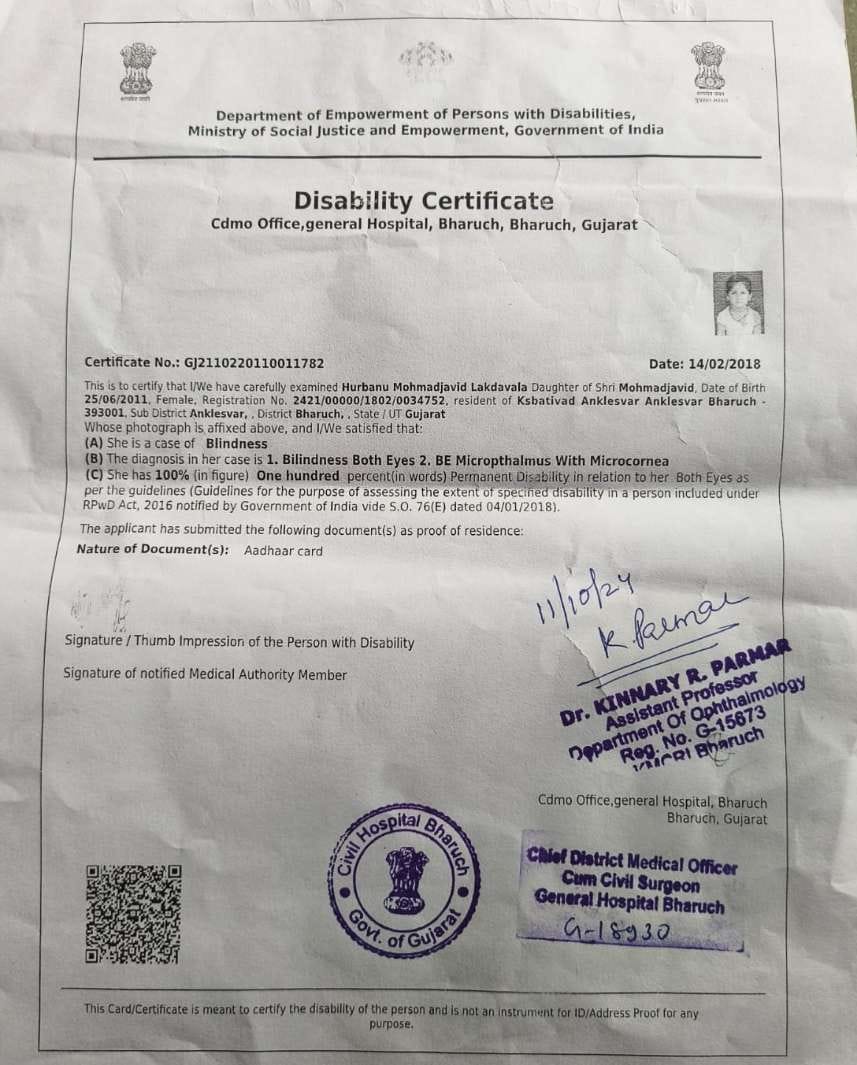 सत्यमेव जयते
सत्यमेव जयते
Department of Empowerment of Persons with Disabilities,
Ministry of Social Justice and Empowerment, Government of India
Disability Certificate
Cdmo Office,general Hospital, Bharuch, Bharuch, Gujarat
Certificate No.: GJ2110220110011782 Date: 14/02/2018
This is to certify that I/We have carefully examined Hurbanu Mohmadjavid Lakdavala Daughter of Shri Mohmadjavid, Date of Birth
25/06/2011, Female, Registration No. 2421/00000/1802/0034752, resident of Ksbativad Anklesvar Anklesvar Bharuch -
393001, Sub District Anklesvar, , District Bharuch, , State / UT Gujarat
Whose photograph is affixed above, and I/We satisfied that:
(A) She is a case of Blindness
(B) The diagnosis in her case is 1. Bilindness Both Eyes 2. BE Micropthalmus With Microcornea
(C) She has 100% (in figure) One hundred percent(in words) Permanent Disability in relation to her Both Eyes as
per the guidelines (Guidelines for the purpose of assessing the extent of specified disability in a person included under
RPwD Act, 2016 notified by Government of India vide S.O. 76(E) dated 04/01/2018).
The applicant has submitted the following document(s) as proof of residence:
Nature of Document(s): Aadhaar card
11/10/24
K. Parmar
Signature / Thumb Impression of the Person with Disability
Signature of notified Medical Authority Member
Dr. KINNARY R. PARMAR
Assistant Professor
Department Of Ophthalmology
Reg. No. G-15673
Bharuch
Cdmo Office,general Hospital, Bharuch
Bharuch, Gujarat
Civil Hospital Bharuch
Govt. of Gujarat
Chief District Medical Officer
Cum Civil Surgeon
General Hospital Bharuch
G-18930
This Card/Certificate is meant to certify the disability of the person and is not an instrument for ID/Address Proof for any
purpose.